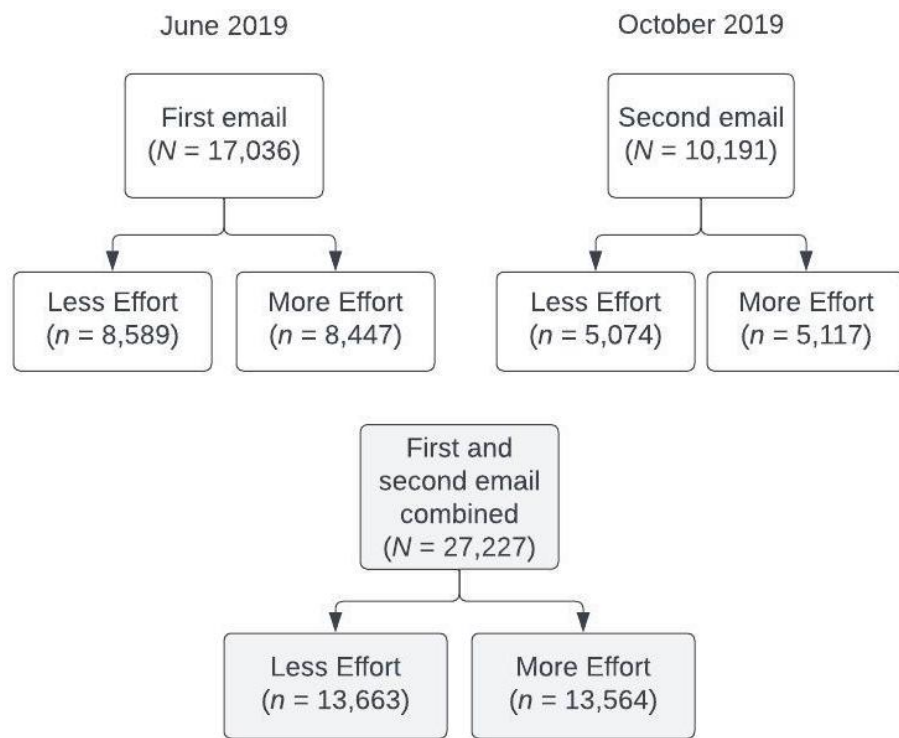 June 2019
October 2019
First email
(N = 17,036)
Second email
(N = 10,191)
Less Effort
(n = 8,589)
More Effort
(n = 8,447)
Less Effort
(n = 5,074)
More Effort
(n = 5,117)
First and
second email
combined
(N = 27,227)
Less Effort
(n = 13,663)
More Effort
(n = 13,564)